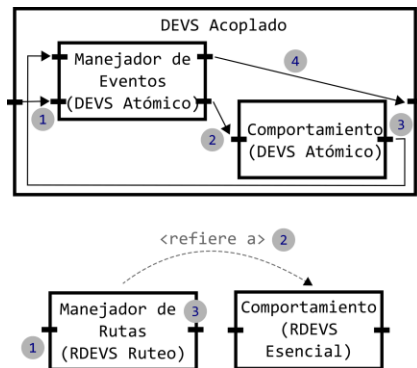 DEVS Acoplado
Manejador de
Eventos
(DEVS Atómico)
4
1
2
3
Comportamiento
(DEVS Atómico)
<refiere a> 2
Manejador de
Rutas
(RDEVS Ruteo)
3
1
Comportamiento
(RDEVS
Esencial)